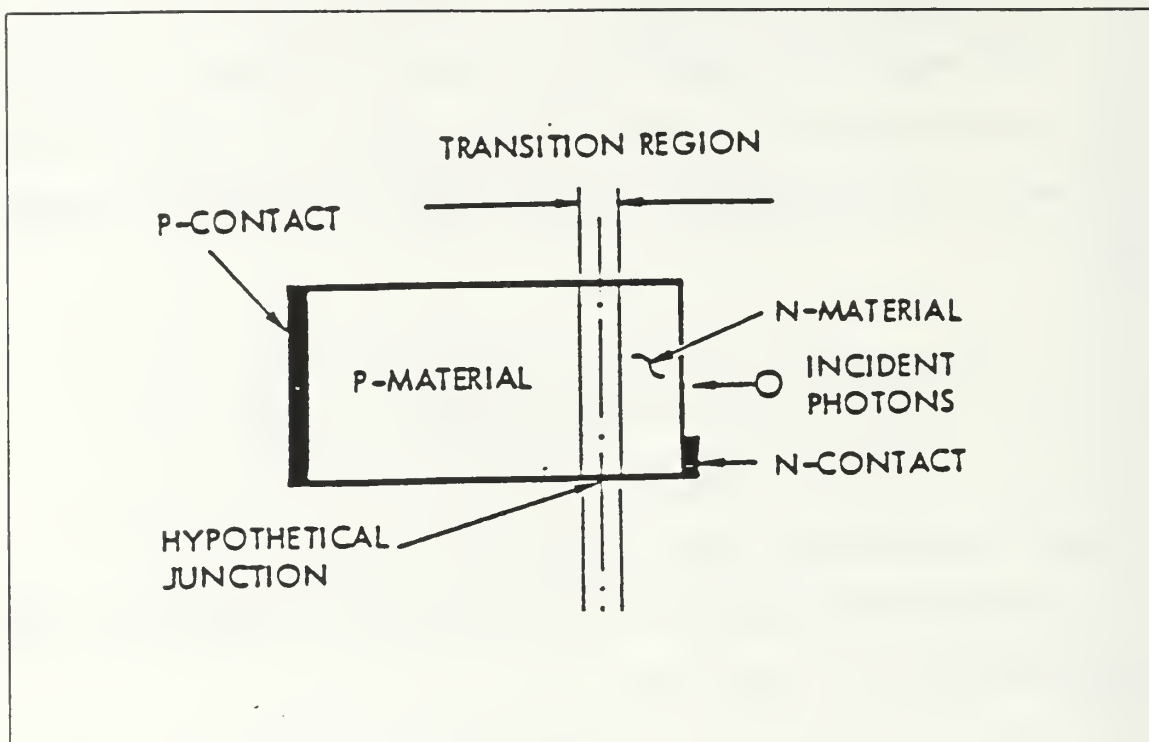 TRANSITION REGION
P-CONTACT
N-MATERIAL
P-MATERIAL
INCIDENT
PHOTONS
N-CONTACT
HYPOTHETICAL
JUNCTION